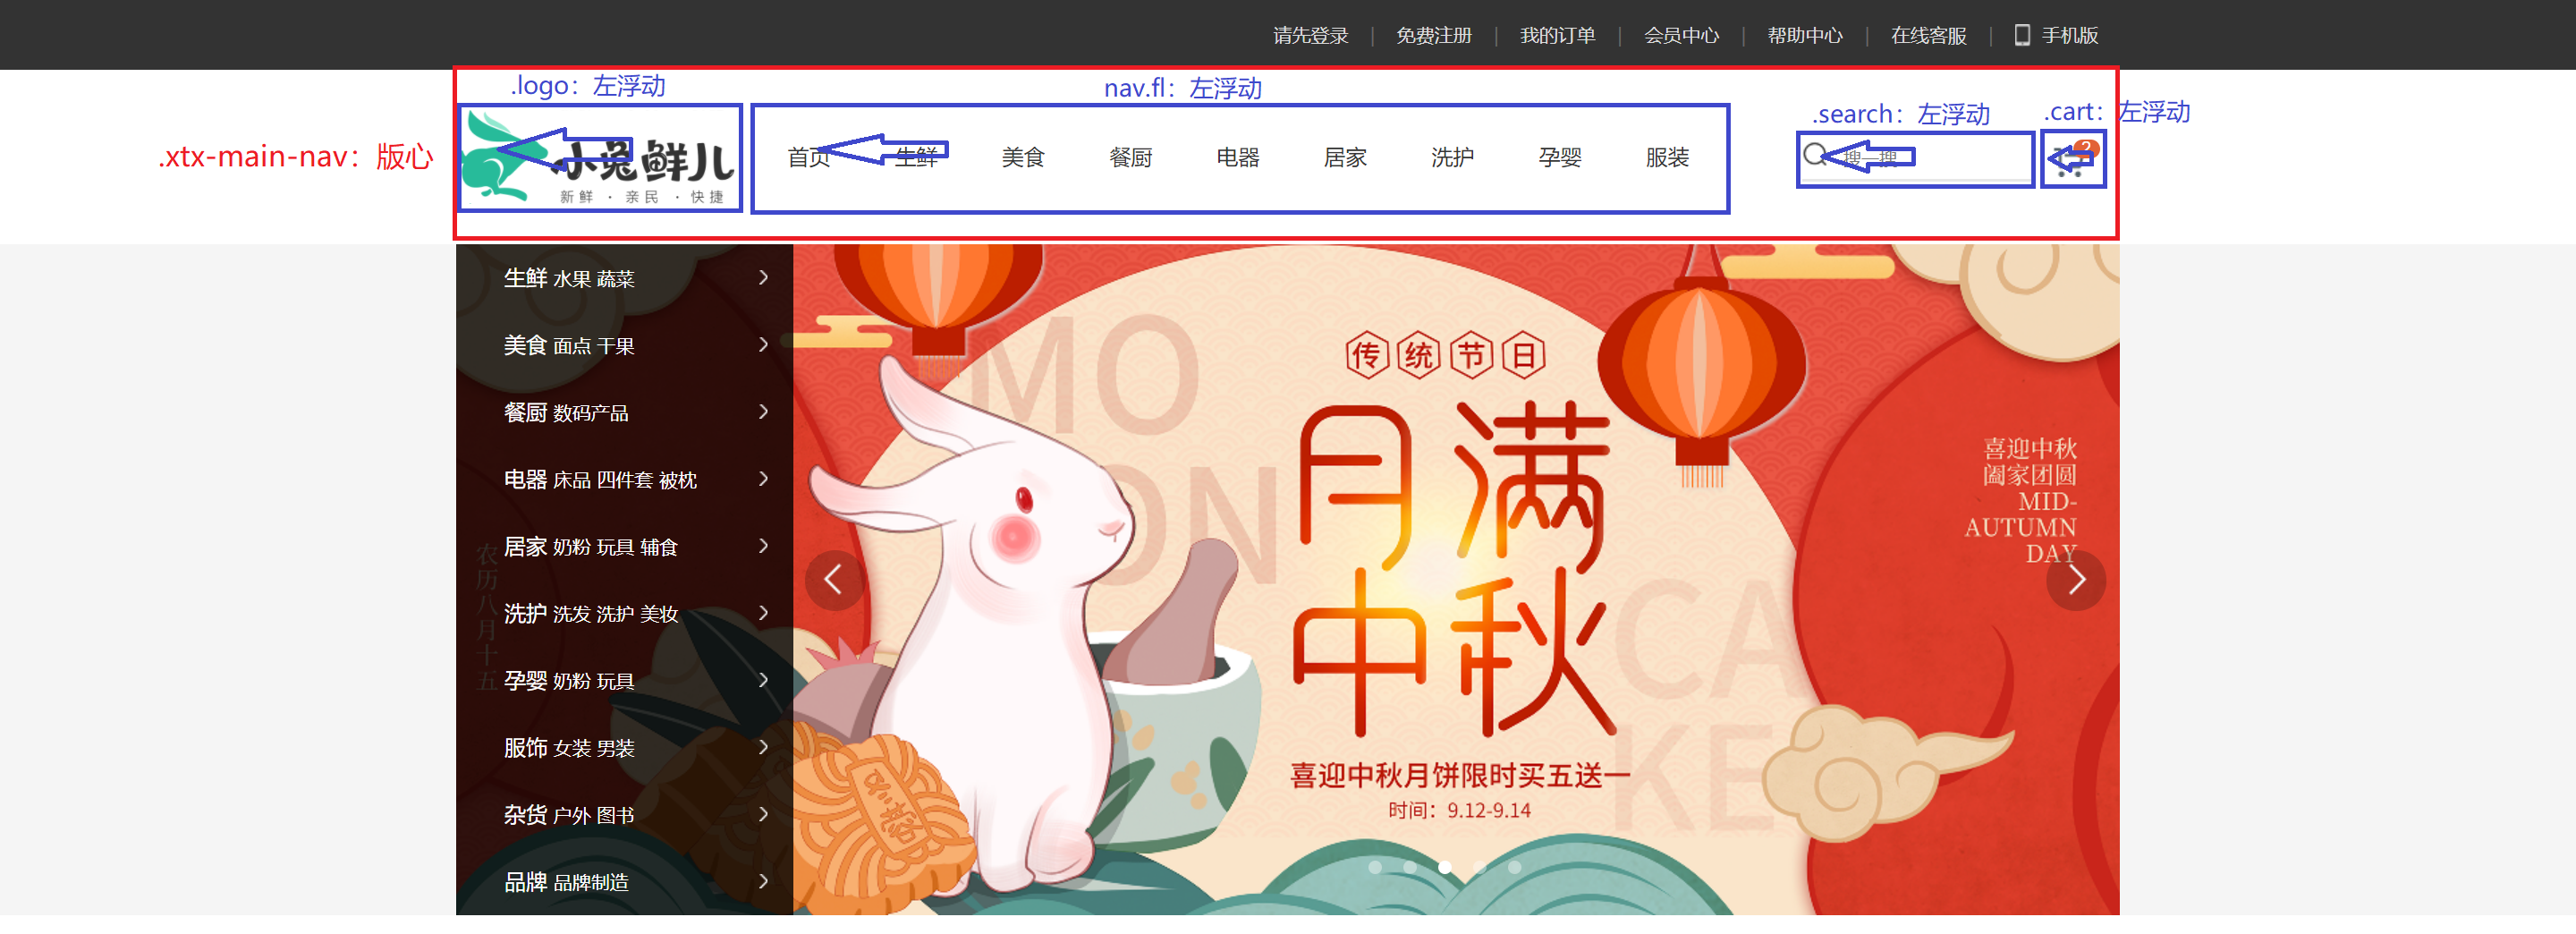 请先登录 | 免费注册 | 我的订单 | 会员中心 | 帮助中心 | 在线客服 | 手机版
.logo：左浮动
nav.fl：左浮动
.search：左浮动
.cart：左浮动
.xtx-main-nav：版心
小兔鲜儿
新鲜 · 亲民 · 快捷
首页 生鲜 美食 餐厨 电器 居家 洗护 孕婴 服装
搜一搜
2
生鲜 水果 蔬菜
美食 面点 干果
餐厨 数码产品
电器 床品 四件套 被枕
居家 奶粉 玩具 辅食
洗护 洗发 洗护 美妆
孕婴 奶粉 玩具
服饰 女装 男装
杂货 户外 图书
品牌 品牌制造
农历八月十五
MO
ON
传统节日
月满
中秋
CA
KE
喜迎中秋月饼限时买五送一
时间：9.12-9.14
喜迎中秋
阖家团圆
MID-
AUTUMN
DAY